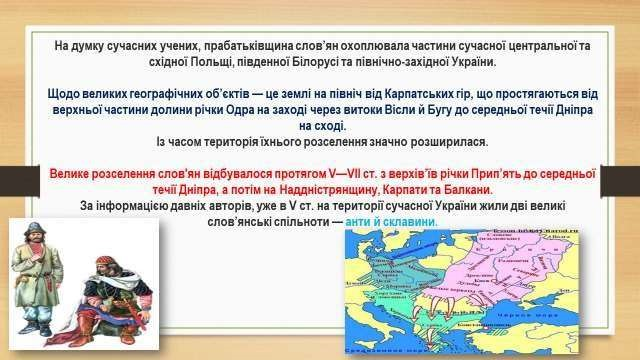 На думку сучасних учених, прабатьківщина слов’ян охоплювала частини сучасної центральної та
східної Польщі, південної Білорусі та північно-західної України.
Щодо великих географічних об’єктів — це землі на північ від Карпатських гір, що простягаються від
верхньої частини долини річки Одра на заході через витоки Вісли й Бугу до середньої течії Дніпра
на сході.
Із часом територія їхнього розселення значно розширилася.
Велике розселення слов'ян відбувалося протягом V—VII ст. з верхів’їв річки Прип’ять до середньої
течії Дніпра, а потім на Наддністрянщину, Карпати та Балкани.
За інформацією давніх авторів, уже в V ст. на території сучасної України жили дві великі
слов’янські спільноти — анти й склавини.
Черное море
Средиземное море